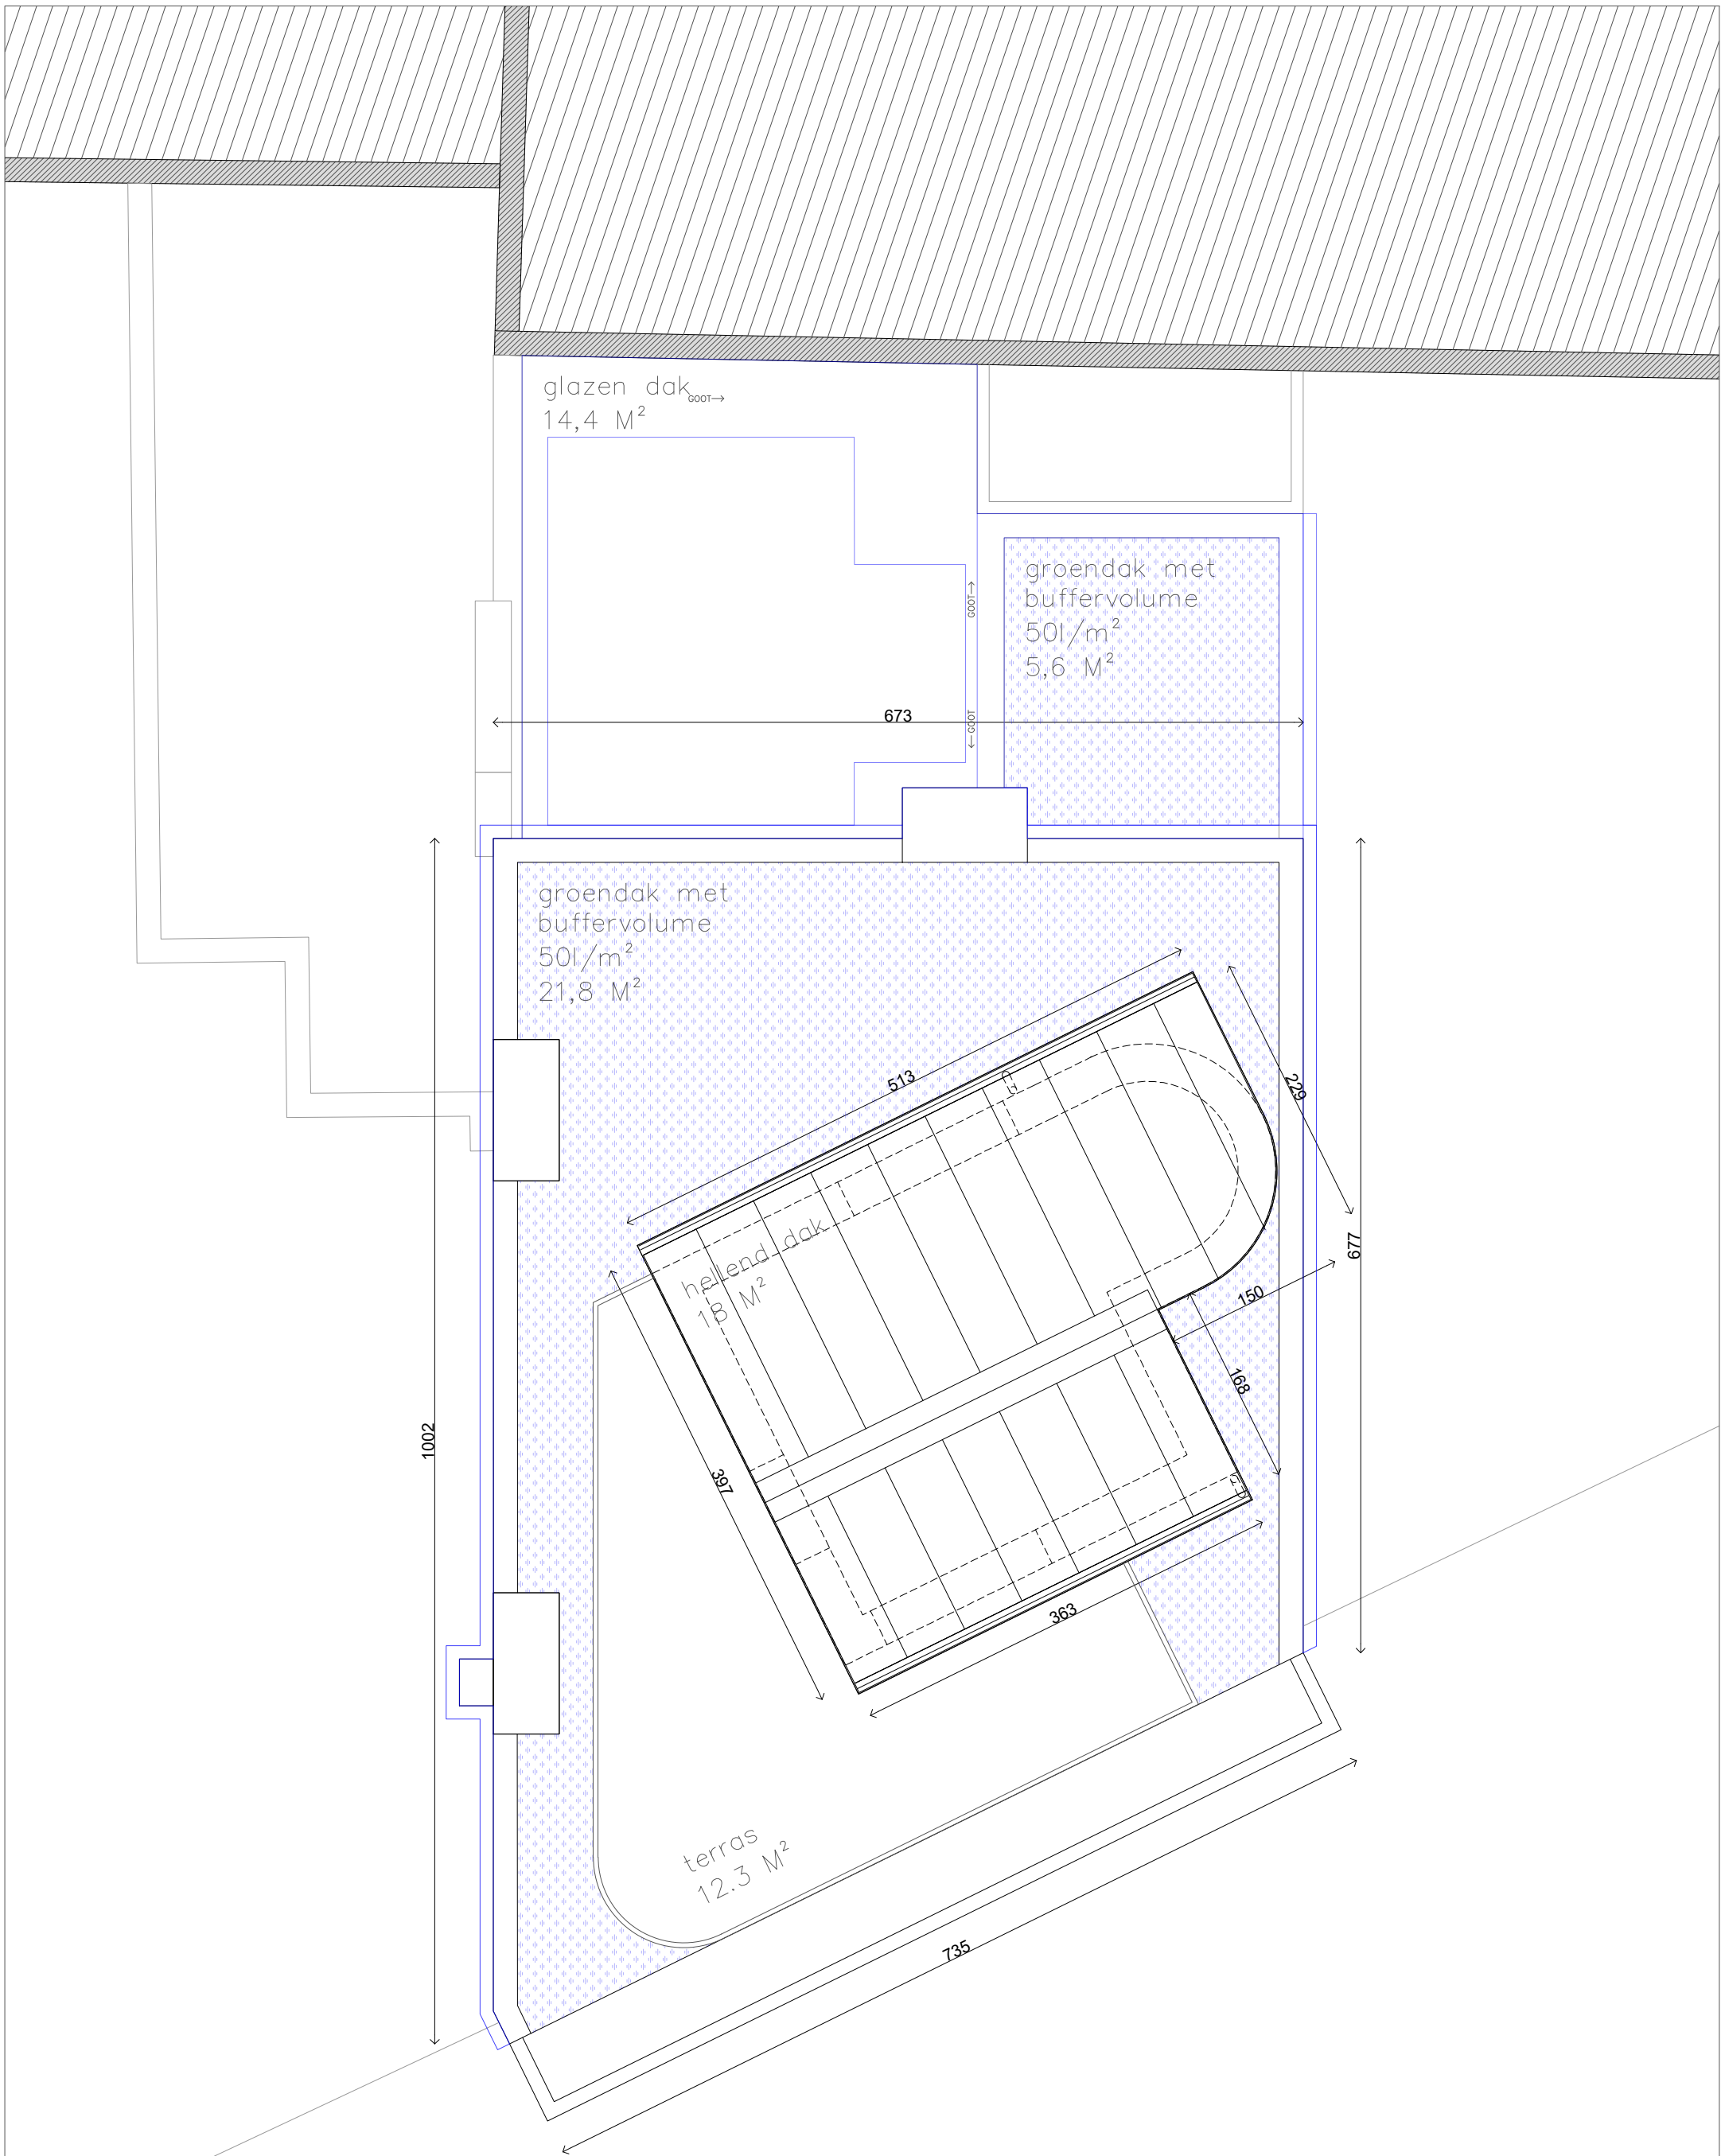 glazen dak
GOOT
14,4 M²
groendak met
buffervolume
50l/m²
5,6 M²
GOOT
GOOT
673
groendak met
buffervolume
50l/m²
21,8 M²
513
229
677
hellend dak
18 M²
150
168
1002
397
363
terras
12.3 M²
735